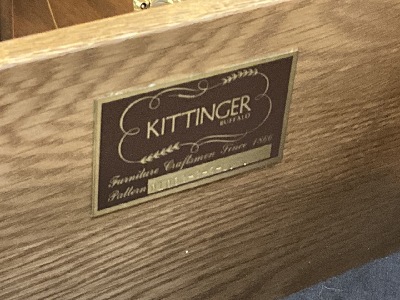 KITTINGER
BUFFALO
Furniture Craftsmen Since 1866
Pattern